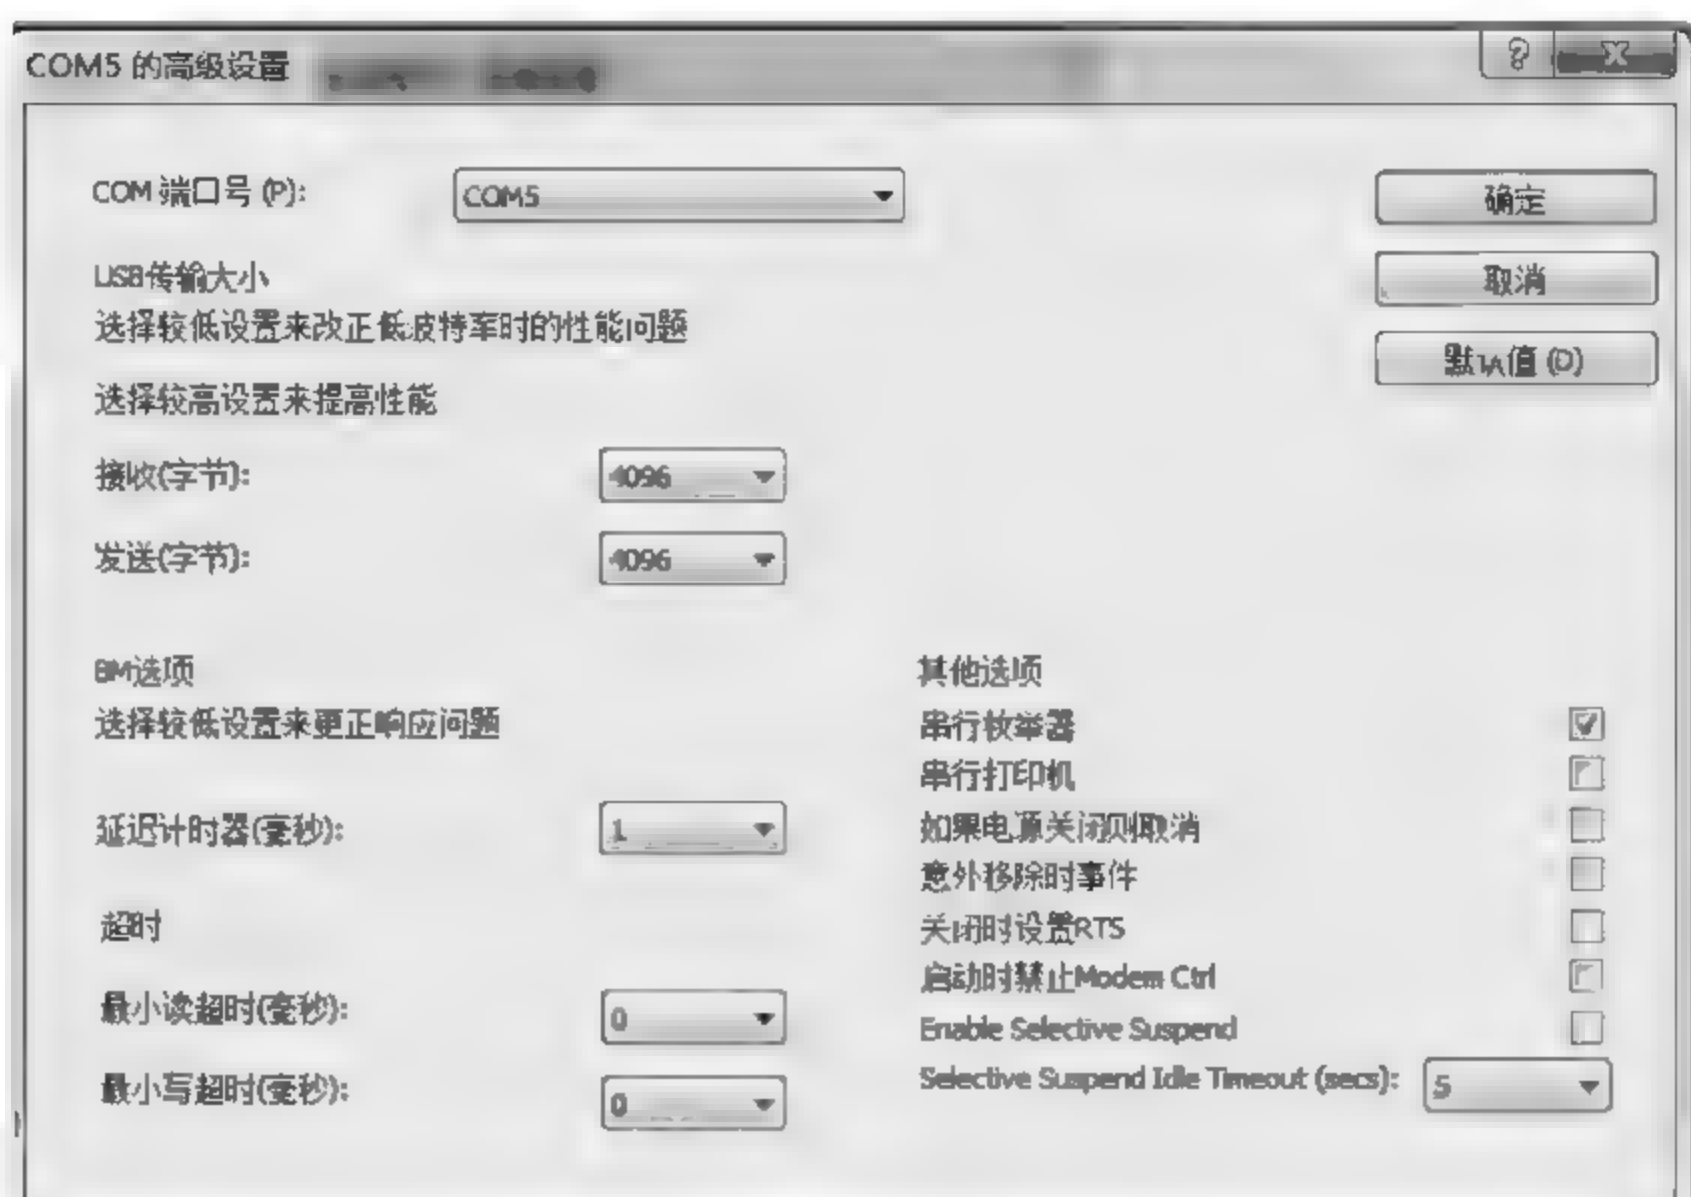 COM5 的高级设置
COM 端口号 (P):
COM5
确定
USB传输大小
取消
选择较低设置来改正低波特率时的性能问题
默认值 (D)
选择较高设置来提高性能
接收(字节):
4096
发送(字节):
4096
BM选项
选择较低设置来更正响应问题
延迟计时器(毫秒):
1
超时
最小读超时(毫秒):
0
最小写超时(毫秒):
0
其他选项
串行枚举器
串行打印机
如果电源关闭则取消
意外移除时事件
关闭时设置RTS
启动时禁止Modem Ctrl
Enable Selective Suspend
Selective Suspend Idle Timeout (secs):
5